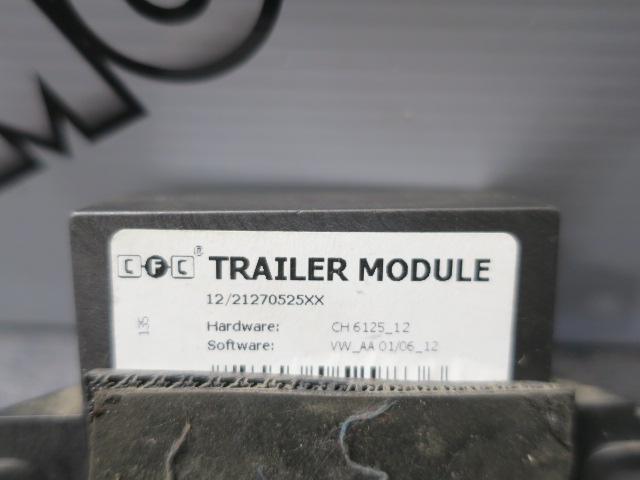 CFC® TRAILER MODULE
12/21270525XX
Hardware: CH 6125_12
Software: VW_AA 01/06_12
135